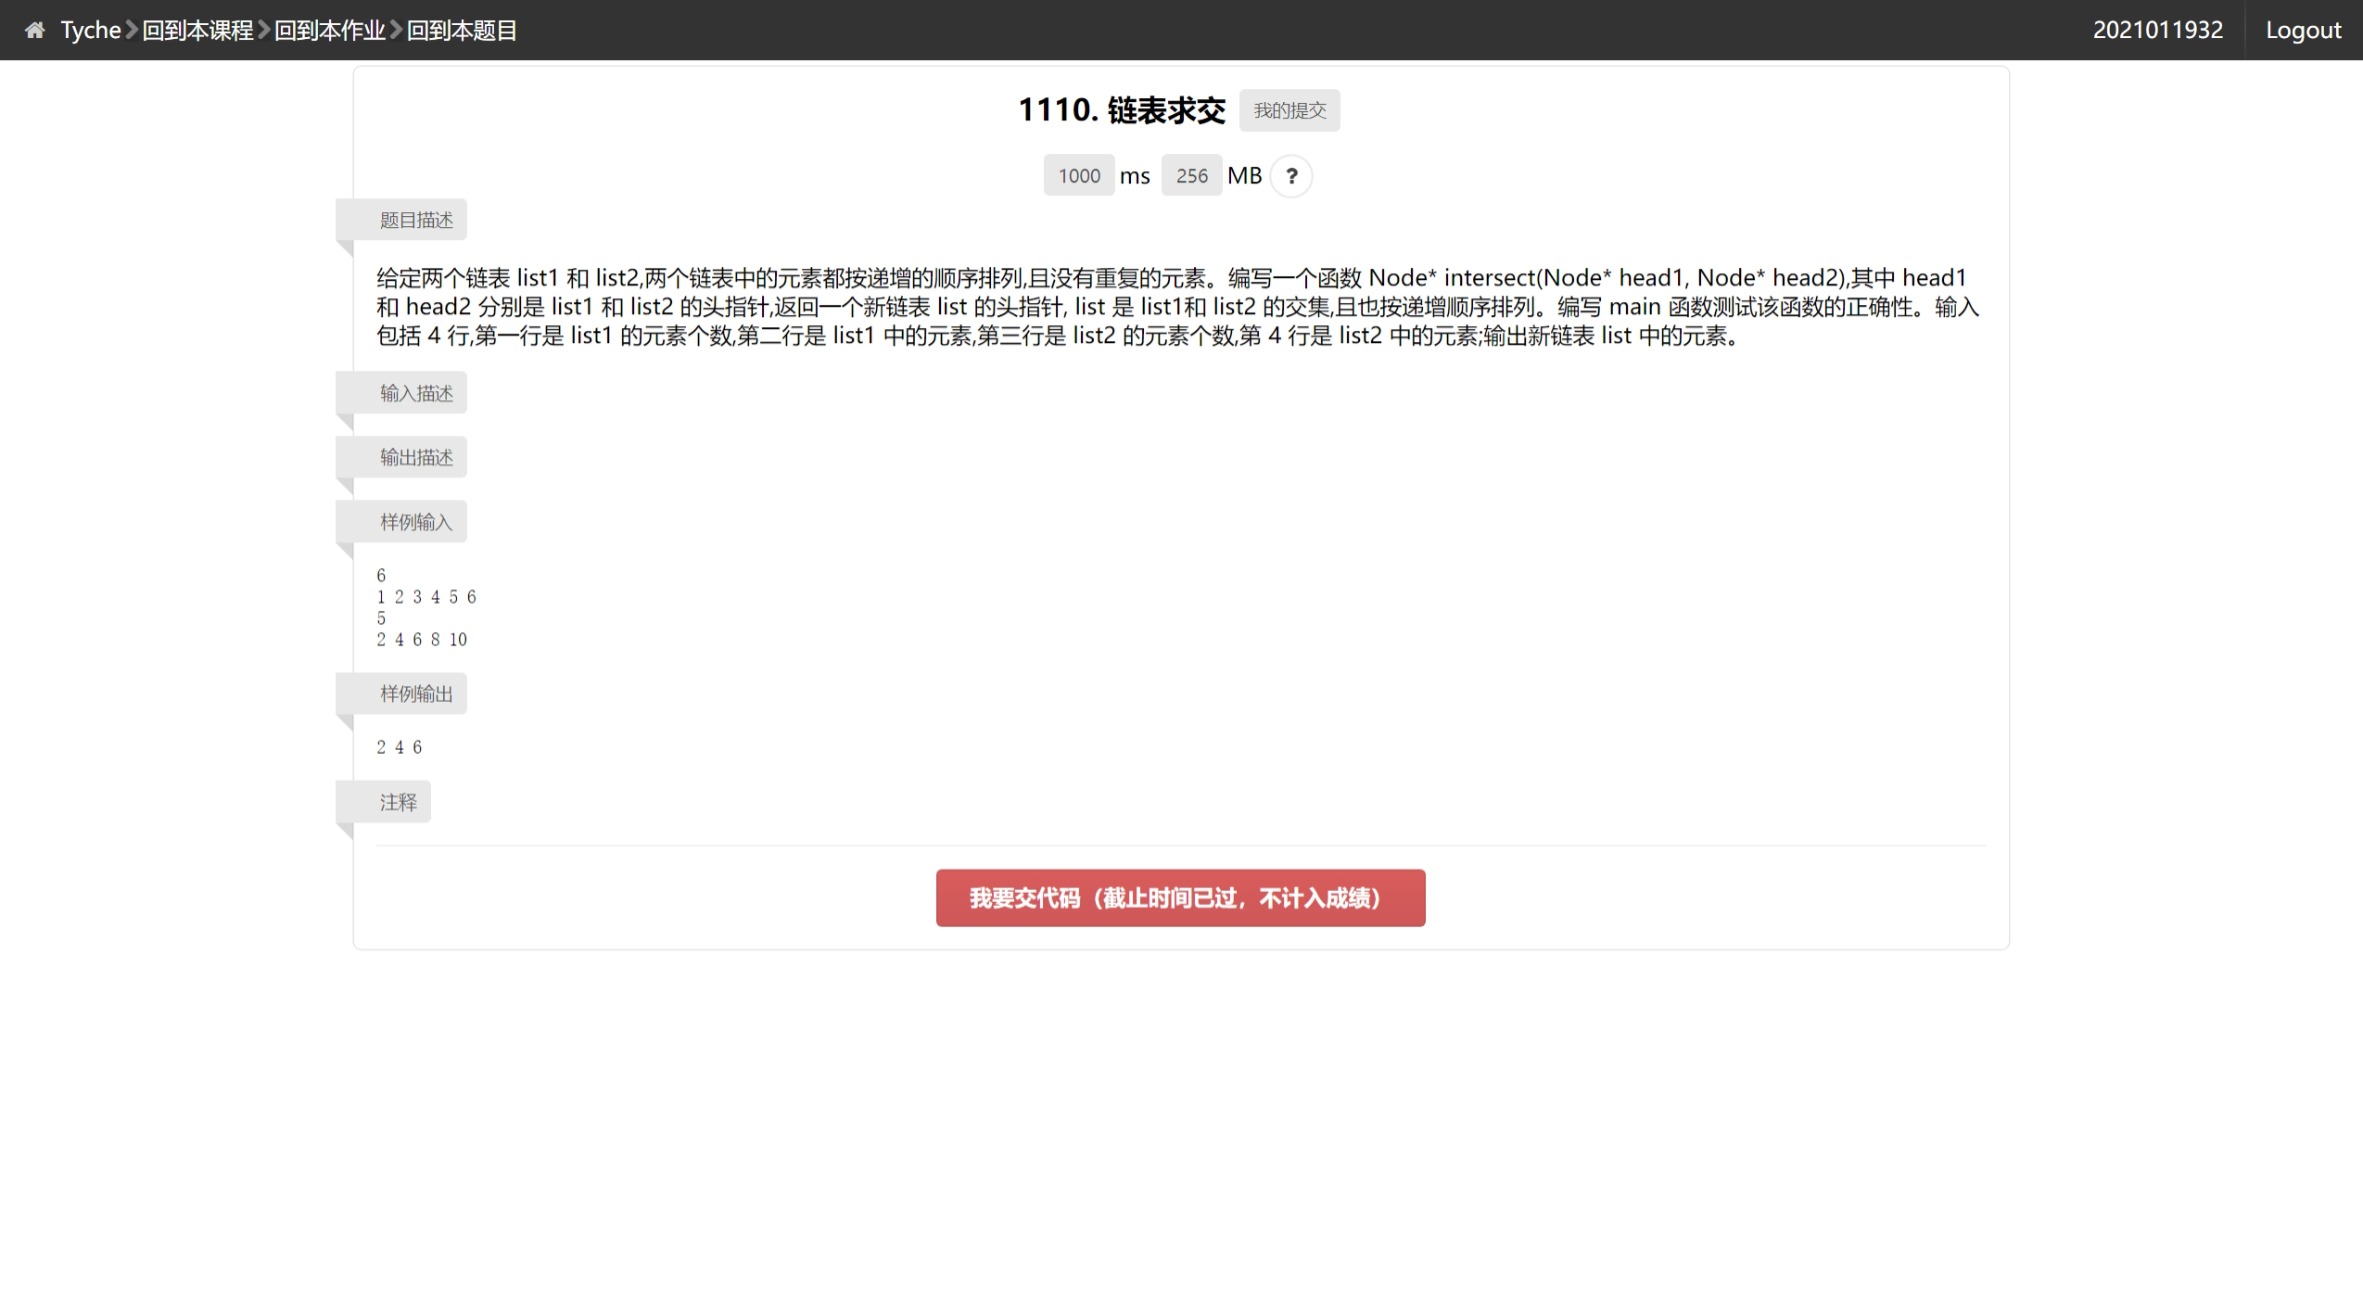 Tyche 回到本课程 回到本作业 回到本题目 2021011932 Logout
1110. 链表求交 我的提交
1000 ms 256 MB ?
题目描述
给定两个链表 list1 和 list2,两个链表中的元素都按递增的顺序排列,且没有重复的元素。编写一个函数 Node* intersect(Node* head1, Node* head2),其中 head1
和 head2 分别是 list1 和 list2 的头指针,返回一个新链表 list 的头指针, list 是 list1和 list2 的交集,且也按递增顺序排列。编写 main 函数测试该函数的正确性。输入
包括 4 行,第一行是 list1 的元素个数,第二行是 list1 中的元素,第三行是 list2 的元素个数,第 4 行是 list2 中的元素;输出新链表 list 中的元素。
输入描述
输出描述
样例输入
6
1 2 3 4 5 6
5
2 4 6 8 10
样例输出
2 4 6
注释
我要交代码（截止时间已过，不计入成绩）